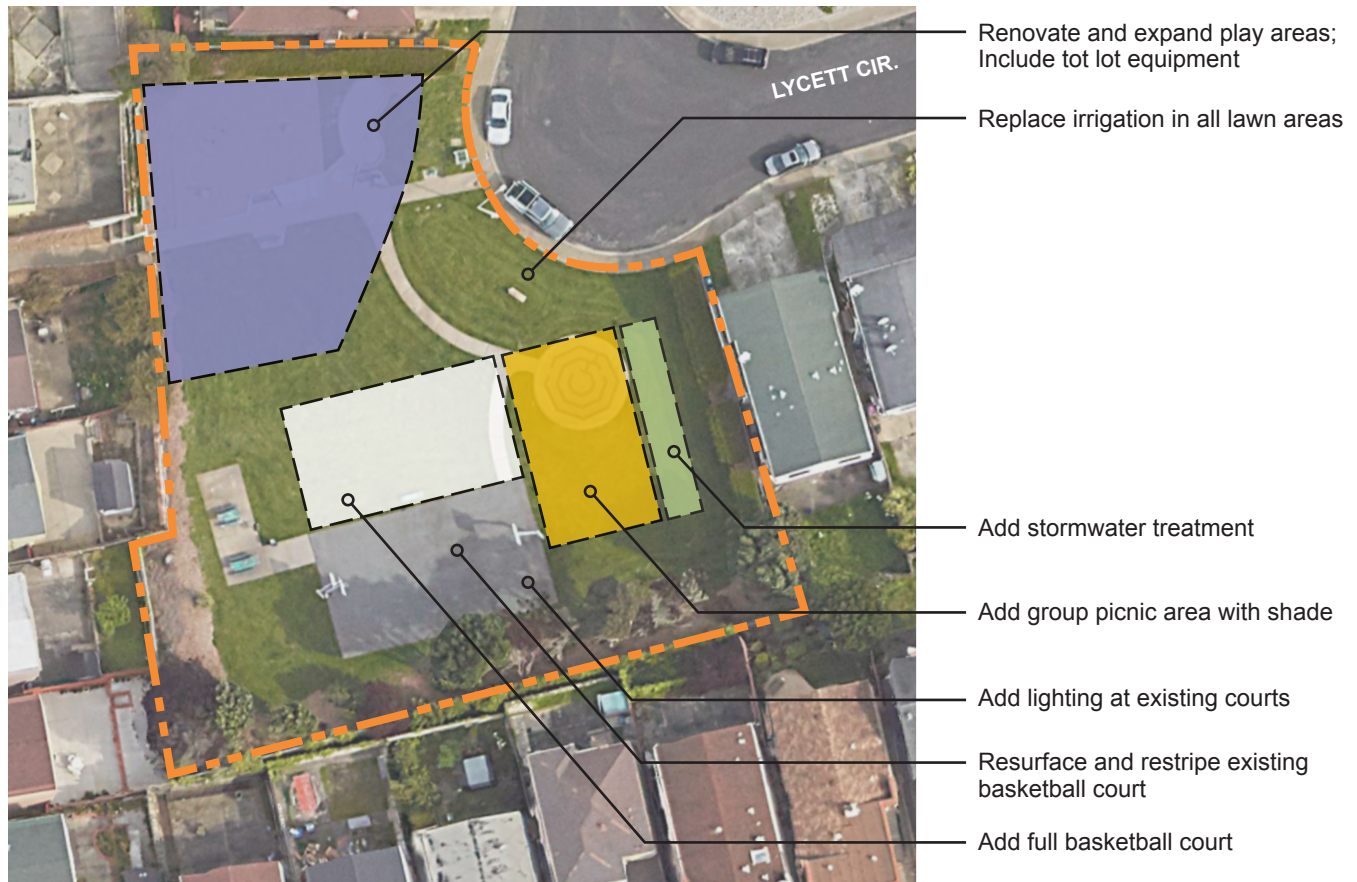 Renovate and expand play areas;
Include tot lot equipment
LYCETT CIR.
Replace irrigation in all lawn areas
Add stormwater treatment
Add group picnic area with shade
Add lighting at existing courts
Resurface and restripe existing
basketball court
Add full basketball court